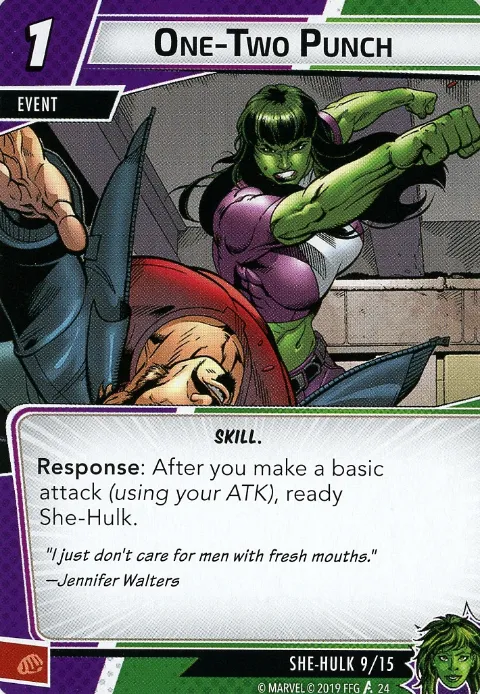 1
ONE-TWO PUNCH
EVENT
SKILL.
Response: After you make a basic
attack (using your ATK), ready
She-Hulk.
"I just don't care for men with fresh mouths."
—Jennifer Walters
SHE-HULK 9/15
© MARVEL © 2019 FFG 24